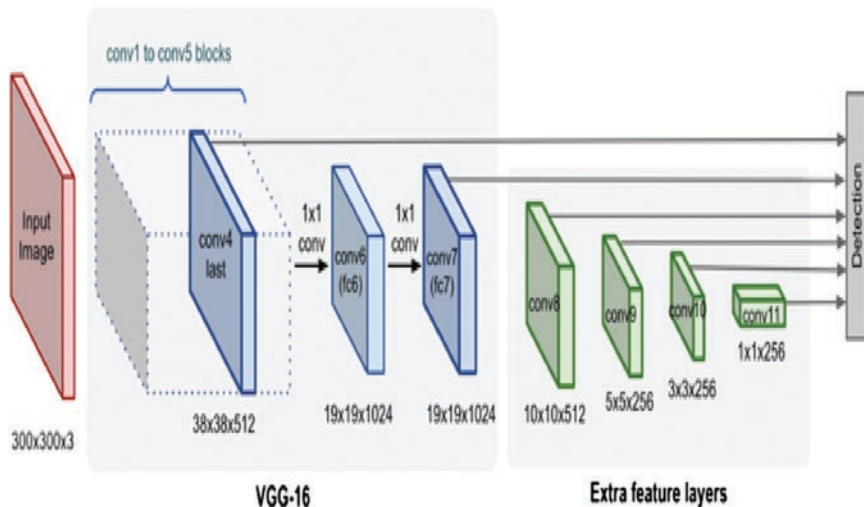 conv1 to conv5 blocks
Input
Image
conv4
last
1x1
conv
conv6
(fc6)
1x1
conv
conv7
(fc7)
conv8
conv9
conv10
conv11
Detection
300x300x3
38x38x512
19x19x1024
19x19x1024
10x10x512
5x5x256
3x3x256
1x1x256
VGG-16
Extra feature layers